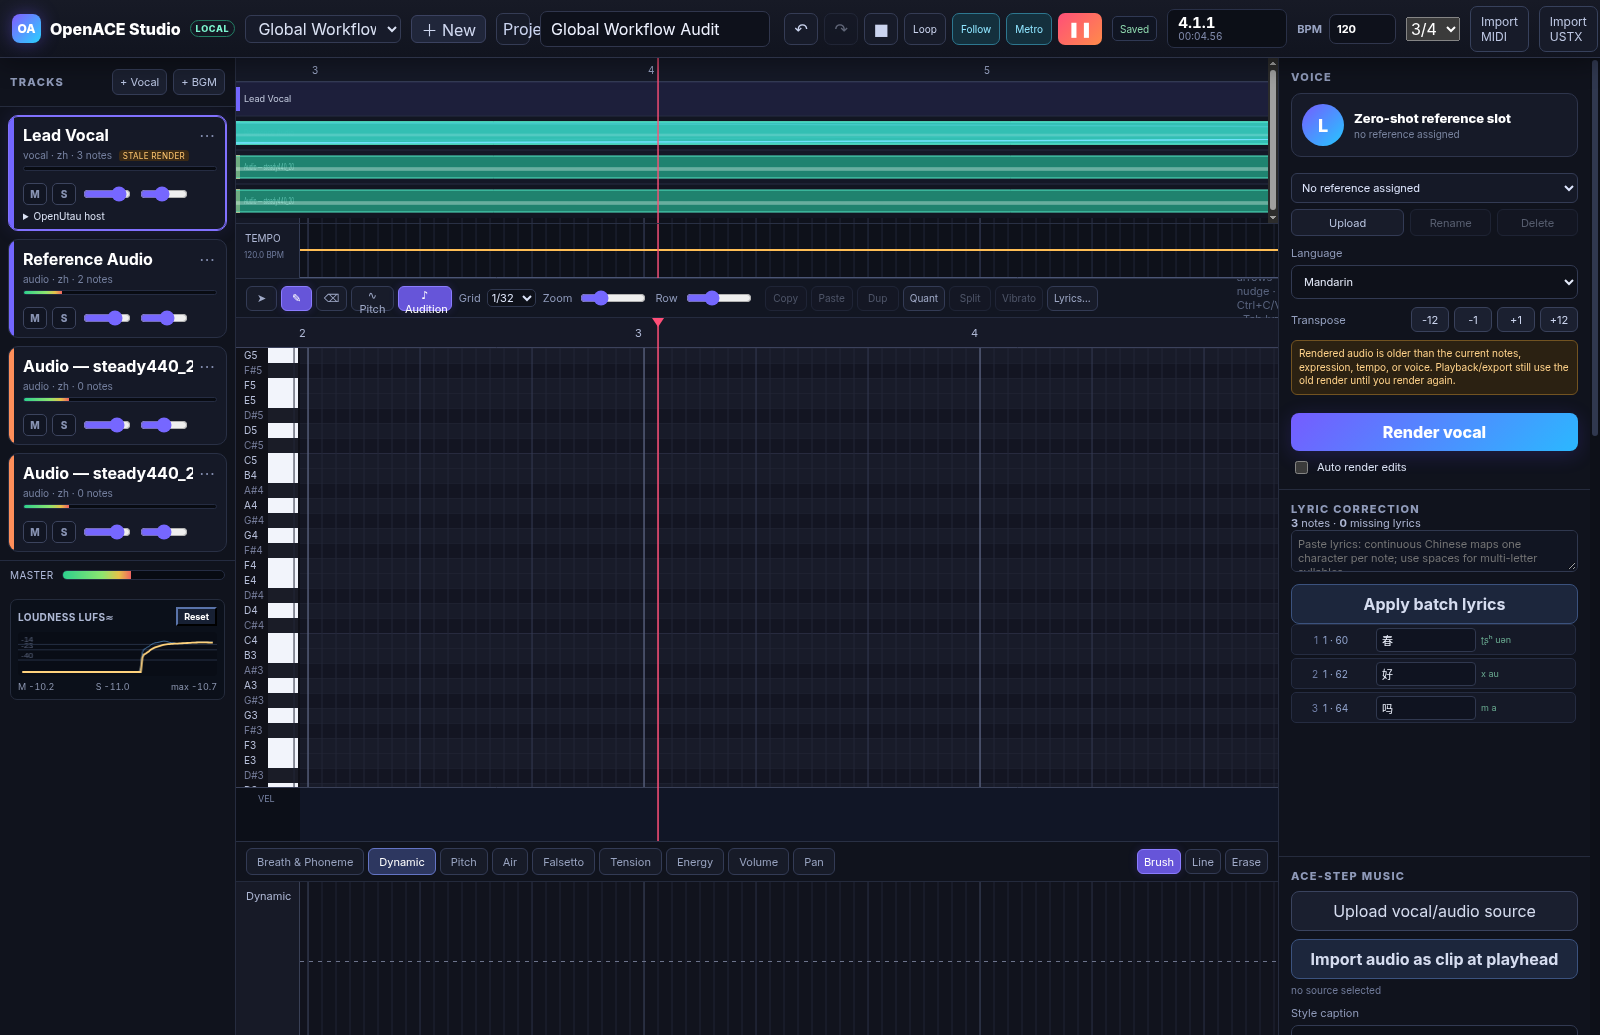 OA OpenACE Studio LOCAL Global Workflow + New Proje Global Workflow Audit Loop Follow Metro Saved 4.1.1 00:04.56 BPM 120 3/4 Import MIDI Import USTX
TRACKS + Vocal + BGM
Lead Vocal ...
vocal · zh · 3 notes STALE RENDER
M S
OpenUtau host
Reference Audio ...
audio · zh · 2 notes
M S
Audio — steady440_2 ...
audio · zh · 0 notes
M S
Audio — steady440_2 ...
audio · zh · 0 notes
M S
MASTER
LOUDNESS LUFS≈ Reset
-14
-23
-40
M -10.2 S -11.0 max -10.7
3 4 5
Lead Vocal
TEMPO
120.0 BPM
Pitch Audition Grid 1/32 Zoom Row Copy Paste Dup Quant Split Vibrato Lyrics...
nudge ·
Ctrl+C/V
2 3 4
G5
F#5
F5
E5
D#5
D5
C#5
C5
B4
A#4
A4
G#4
G4
F#4
F4
E4
D#4
D4
C#4
C4
B3
A#3
A3
G#3
G3
F#3
F3
E3
D#3
VEL
Breath & Phoneme Dynamic Pitch Air Falsetto Tension Energy Volume Pan Brush Line Erase
Dynamic
VOICE
L Zero-shot reference slot
no reference assigned
No reference assigned
Upload Rename Delete
Language
Mandarin
Transpose -12 -1 +1 +12
Rendered audio is older than the current notes,
expression, tempo, or voice. Playback/export still use the
old render until you render again.
Render vocal
Auto render edits
LYRIC CORRECTION
3 notes · 0 missing lyrics
Paste lyrics: continuous Chinese maps one
character per note; use spaces for multi-letter
syllables.
Apply batch lyrics
1 1 · 60 春 ʈʂʰ uən
2 1 · 62 好 x au
3 1 · 64 吗 m a
ACE-STEP MUSIC
Upload vocal/audio source
Import audio as clip at playhead
no source selected
Style caption